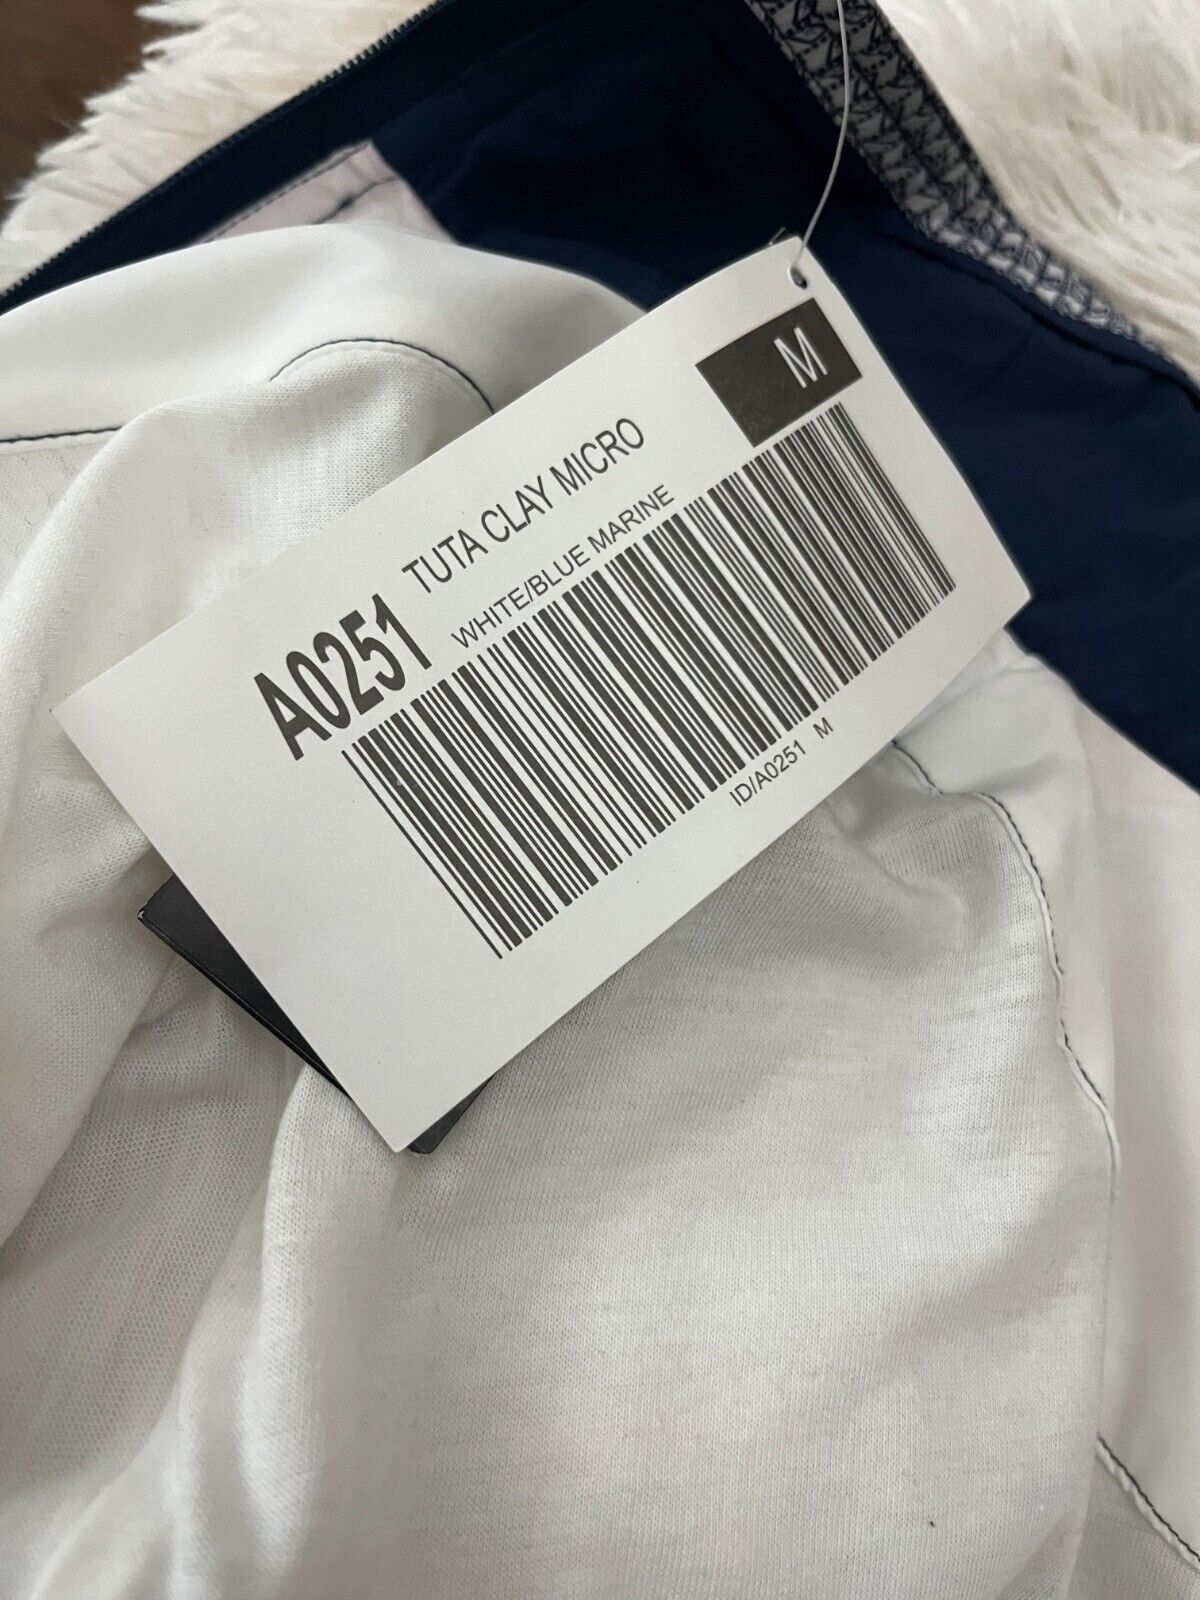 M
A0251 TUTA CLAY MICRO
WHITE/BLUE MARINE
ID/A0251 M